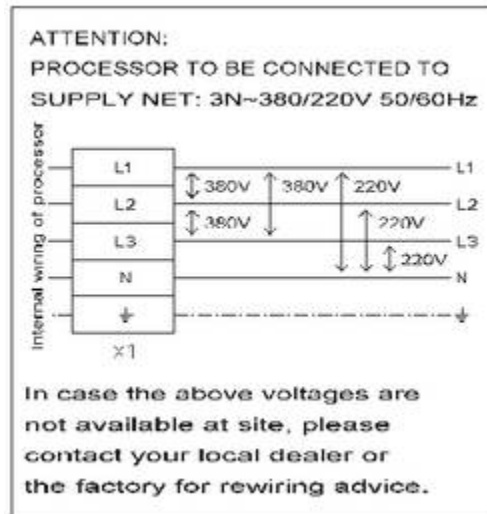 ATTENTION:
PROCESSOR TO BE CONNECTED TO
SUPPLY NET: 3N~380/220V 50/60Hz
Internal wiring of processor
L1 380V 380V 220V L1
L2 380V 220V L2
L3 220V L3
N N
x1
In case the above voltages are
not available at site, please
contact your local dealer or
the factory for rewiring advice.